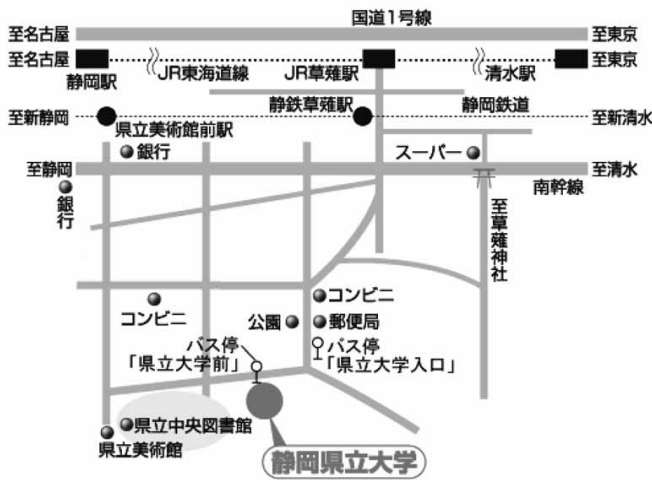 国道1号線
至名古屋
至東京
至名古屋
至東京
静岡駅
JR東海道線
JR草薙駅
清水駅
静鉄草薙駅
静岡鉄道
至新静岡
県立美術館前駅
至新清水
銀行
スーパー
至静岡
至清水
銀行
南幹線
至草薙神社
コンビニ
コンビニ
公園
郵便局
バス停
「県立大学前」
バス停
「県立大学入口」
県立中央図書館
県立美術館
静岡県立大学